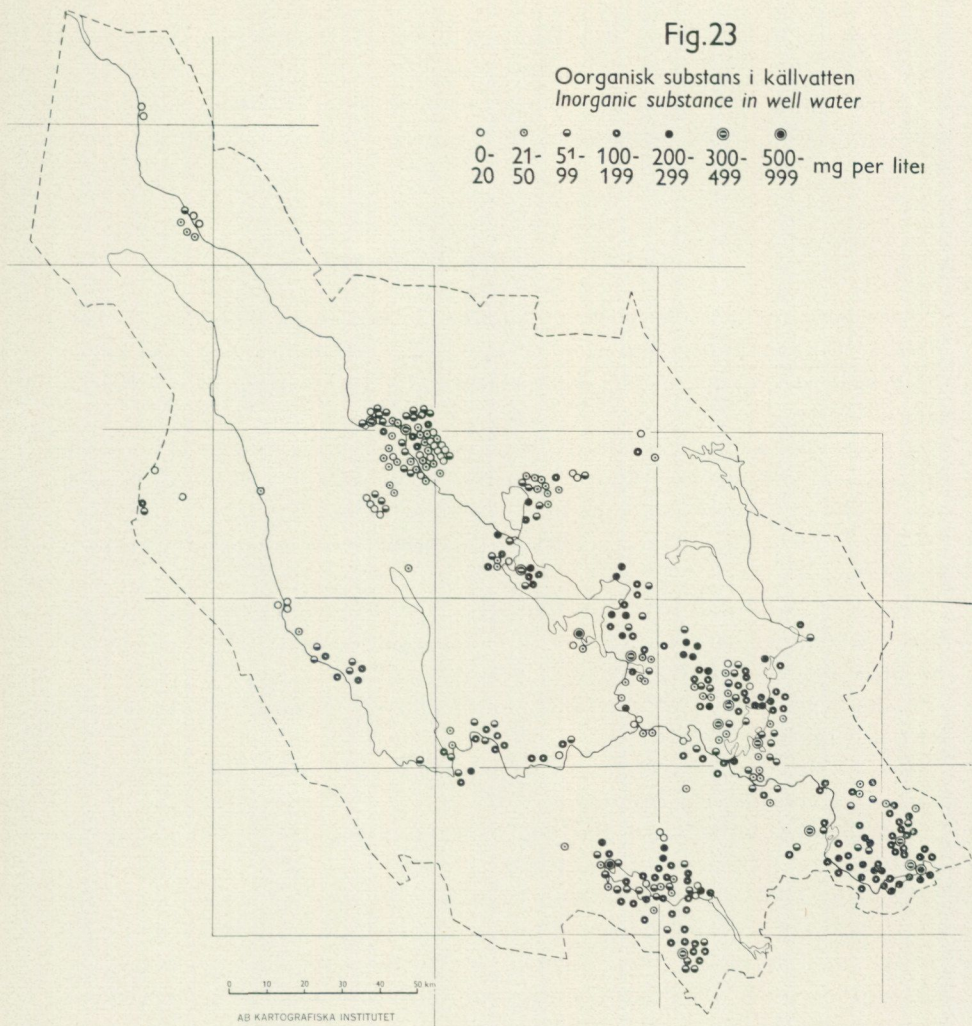 Fig.23
Oorganisk substans i källvatten
Inorganic substance in well water
0- 21- 51- 100- 200- 300- 500- mg per liter
20 50 99 199 299 499 999
0 10 20 30 40 50 km
AB KARTOGRAFISKA INSTITUTET